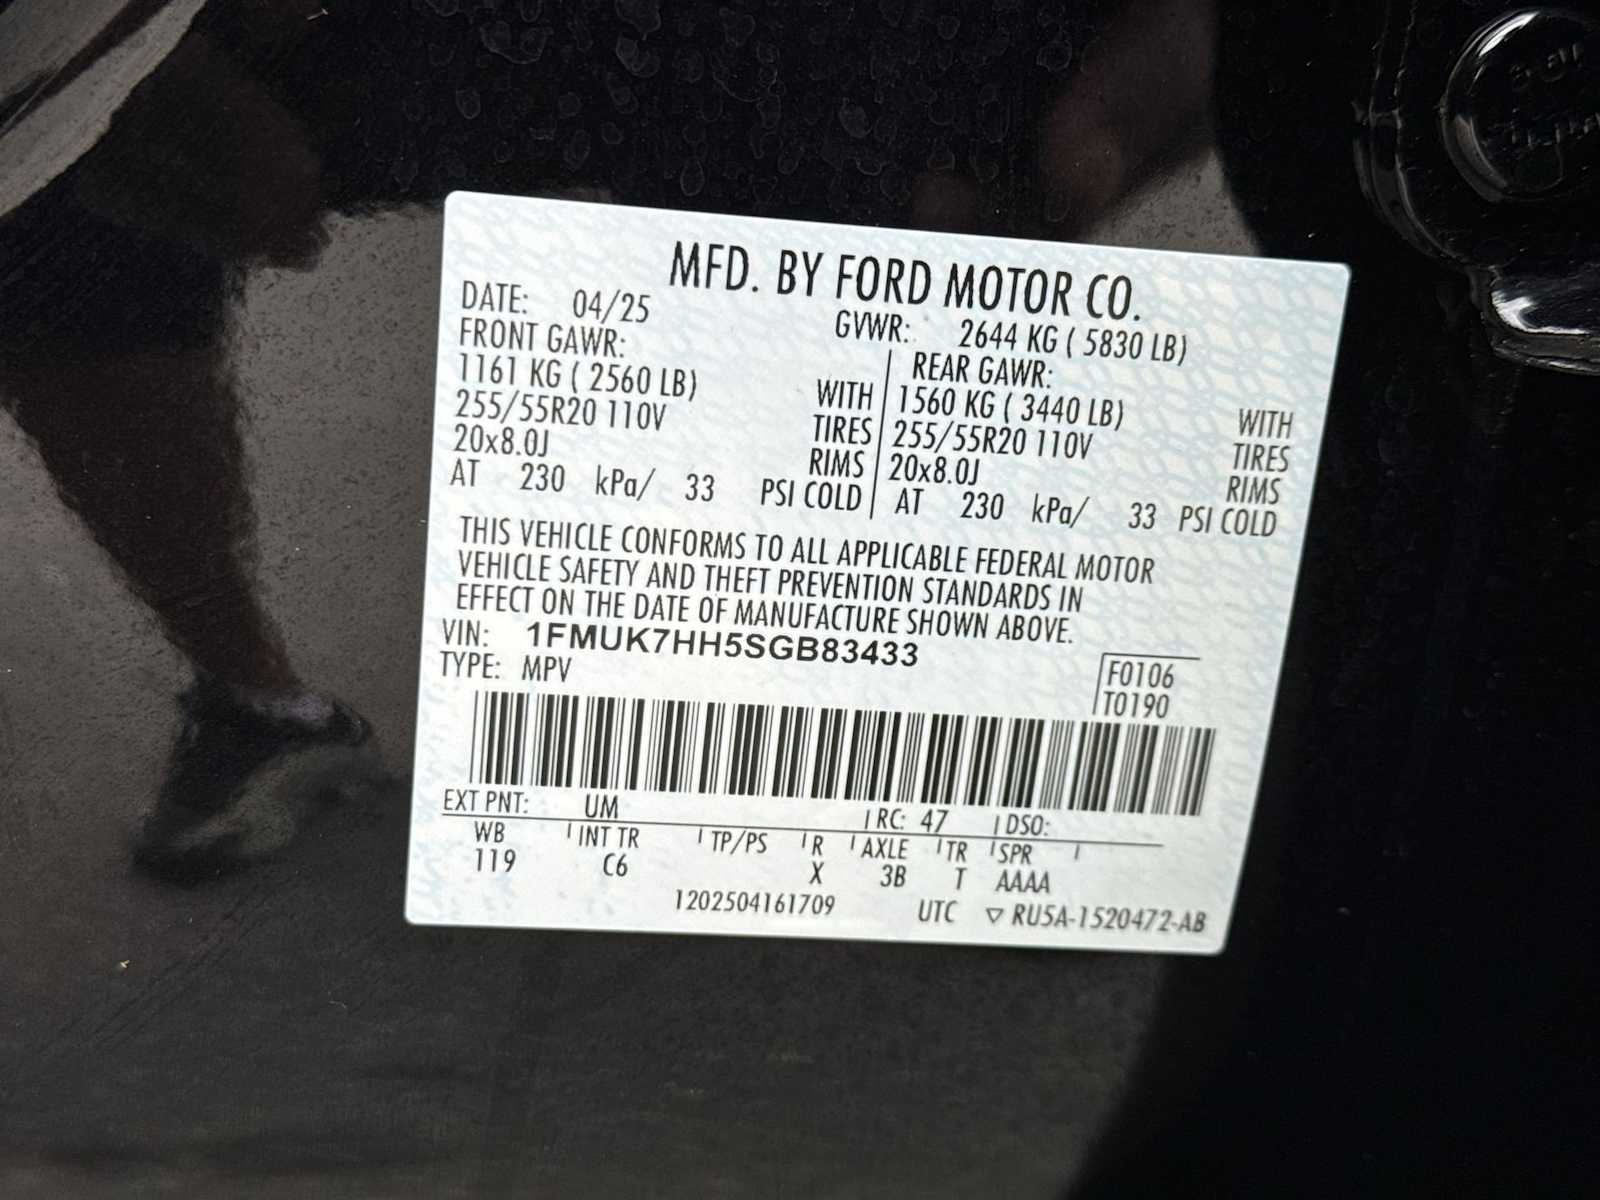 MFD. BY FORD MOTOR CO.
DATE: 04/25 GVWR: 2644 KG ( 5830 LB)
FRONT GAWR: REAR GAWR:
1161 KG ( 2560 LB) WITH 1560 KG ( 3440 LB) WITH
255/55R20 110V TIRES 255/55R20 110V TIRES
20x8.0J RIMS 20x8.0J RIMS
AT 230 kPa/ 33 PSI COLD AT 230 kPa/ 33 PSI COLD
THIS VEHICLE CONFORMS TO ALL APPLICABLE FEDERAL MOTOR
VEHICLE SAFETY AND THEFT PREVENTION STANDARDS IN
EFFECT ON THE DATE OF MANUFACTURE SHOWN ABOVE.
VIN: 1FMUK7HH5SGB83433
TYPE: MPV F0106
T0190
EXT PNT: UM RC: 47 DSO:
WB INT TR TP/PS R AXLE TR SPR
119 C6 X 3B T AAAA
1202504161709 UTC ▽ RU5A-1520472-AB